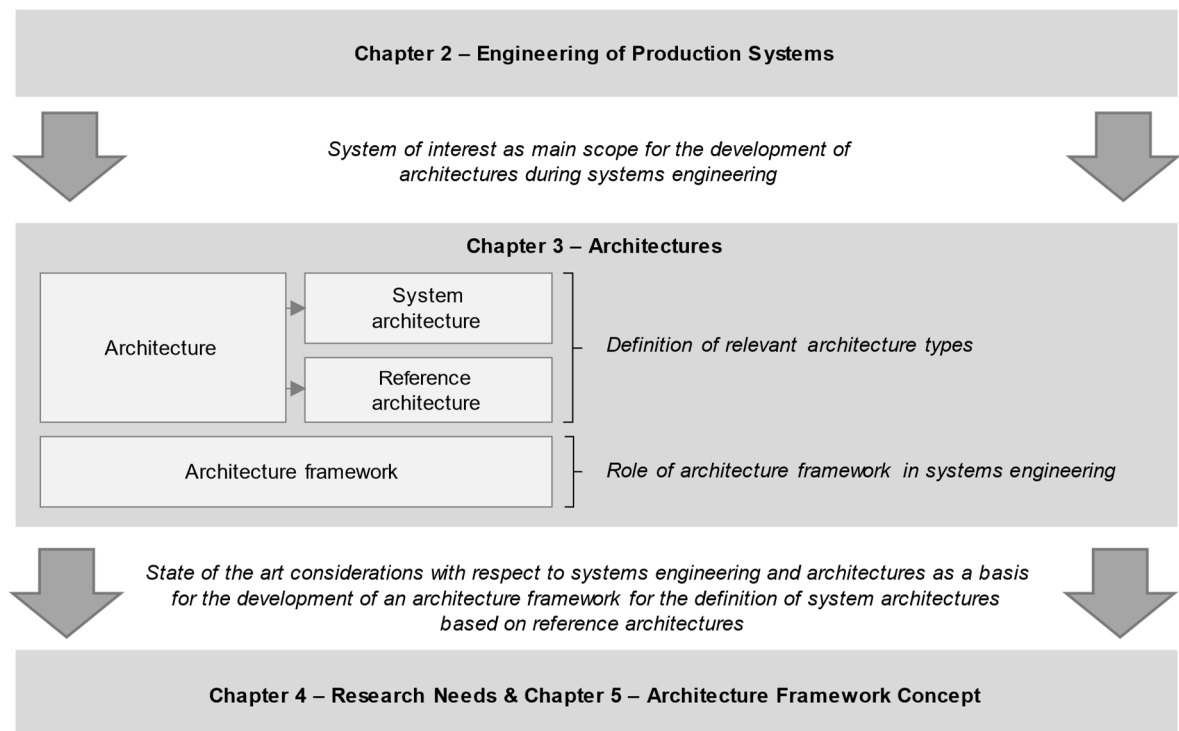 Chapter 2 – Engineering of Production Systems
System of interest as main scope for the development of
architectures during systems engineering
Chapter 3 – Architectures
Architecture
System
architecture
Reference
architecture
Definition of relevant architecture types
Architecture framework
Role of architecture framework in systems engineering
State of the art considerations with respect to systems engineering and architectures as a basis
for the development of an architecture framework for the definition of system architectures
based on reference architectures
Chapter 4 – Research Needs & Chapter 5 – Architecture Framework Concept